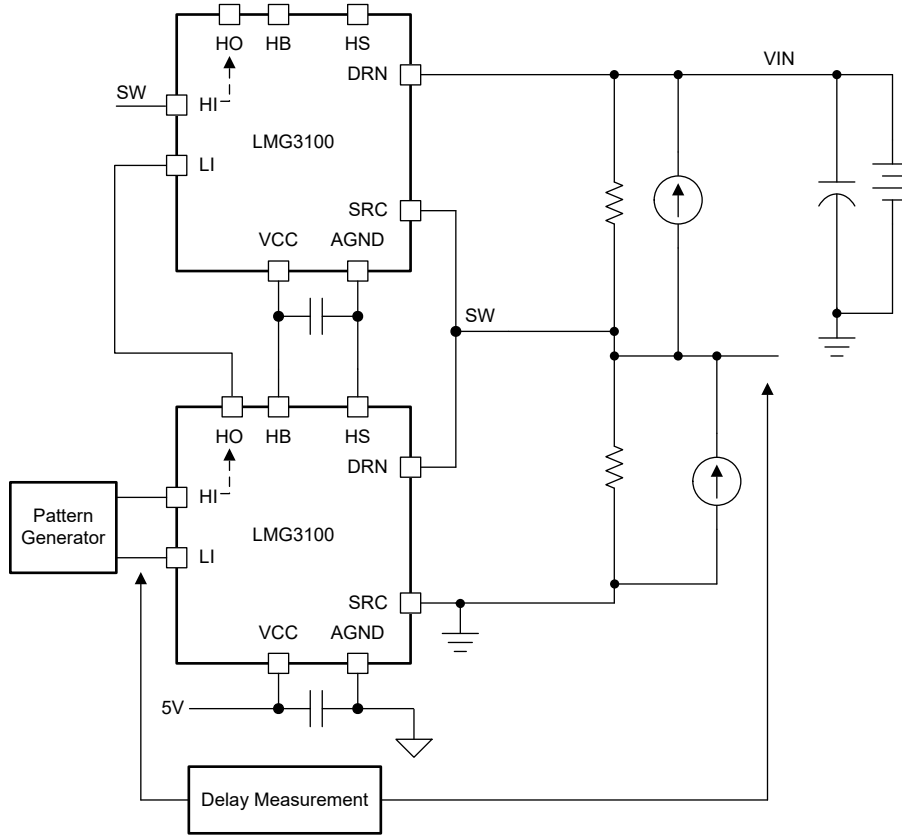 HO HB HS
DRN
VIN
SW
HI
LMG3100
LI
SRC
VCC AGND
SW
HO HB HS
DRN
HI
Pattern
Generator
LMG3100
LI
SRC
VCC AGND
5V
Delay Measurement